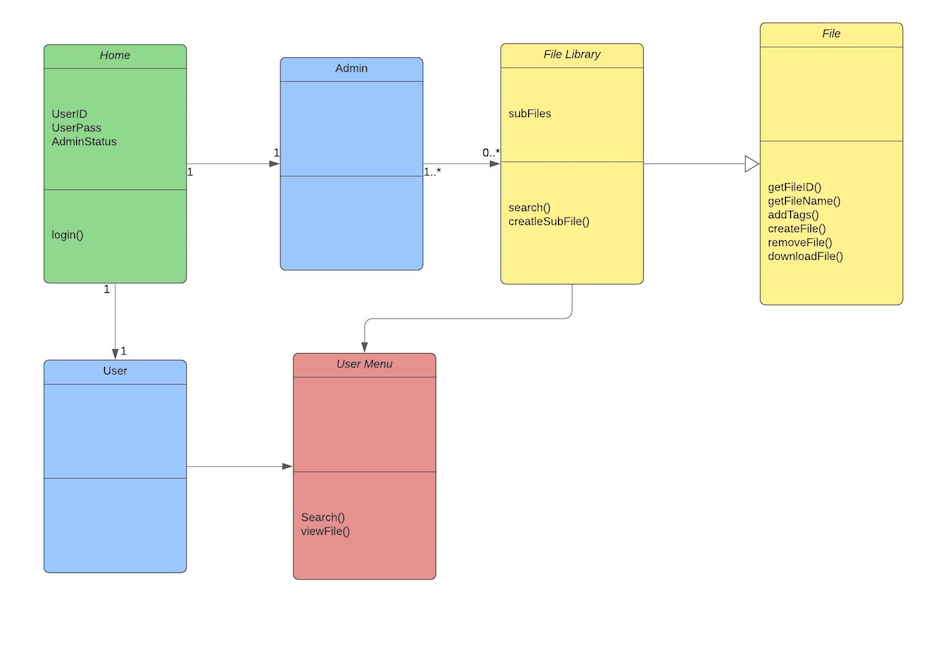 Home
UserID
UserPass
AdminStatus
login()
1
1
Admin
1..*
0..*
File Library
subFiles
search()
creatleSubFile()
File
getFileID()
getFileName()
addTags()
createFile()
removeFile()
downloadFile()
1
1
User
User Menu
Search()
viewFile()